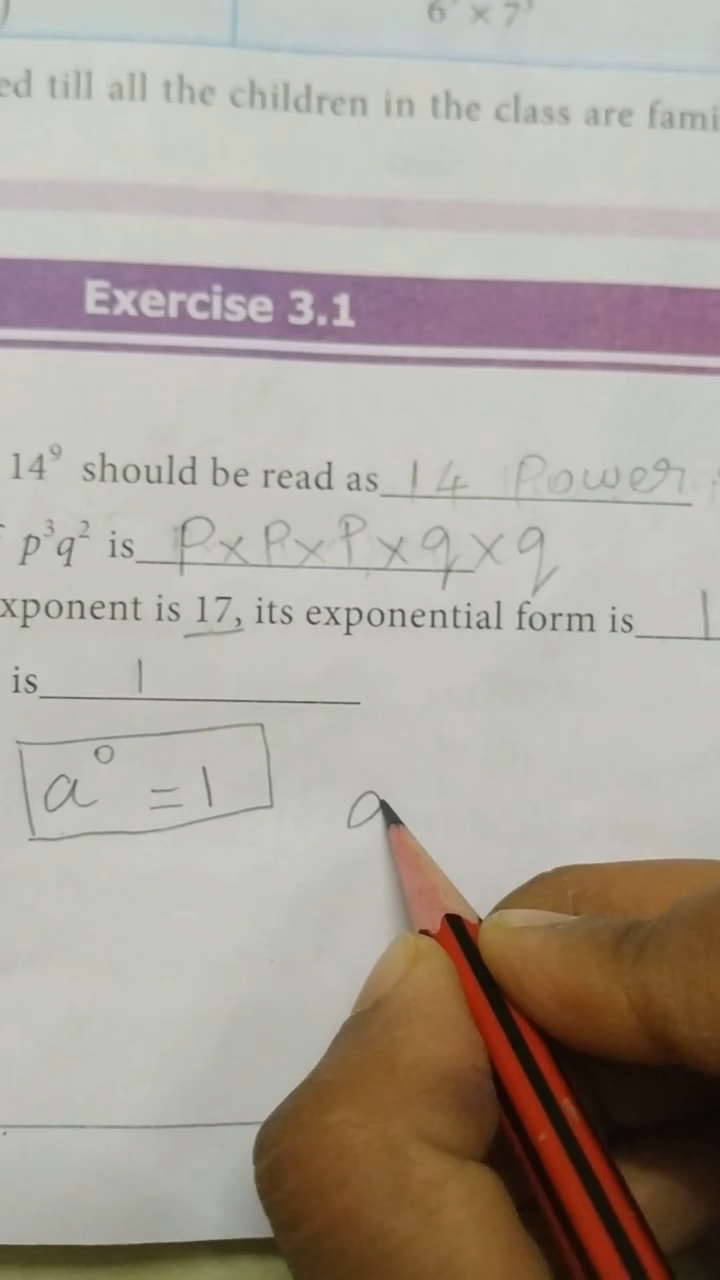 6 × 7
ed till all the children in the class are fami
Exercise 3.1
14⁹ should be read as 14 Power
p³q² is P×P×P×q×q
xponent is 17, its exponential form is 1
is 1
a⁰ = 1 a